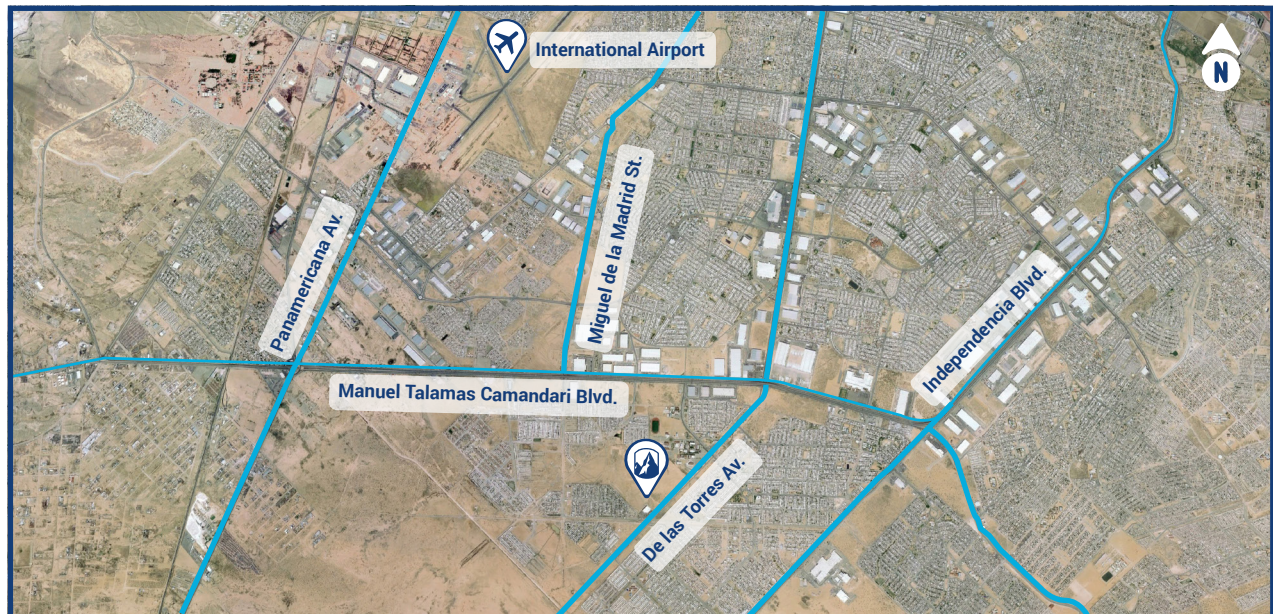 International Airport
N
Miguel de la Madrid St.
Panamericana Av.
Independencia Blvd.
Manuel Talamas Camandari Blvd.
De las Torres Av.